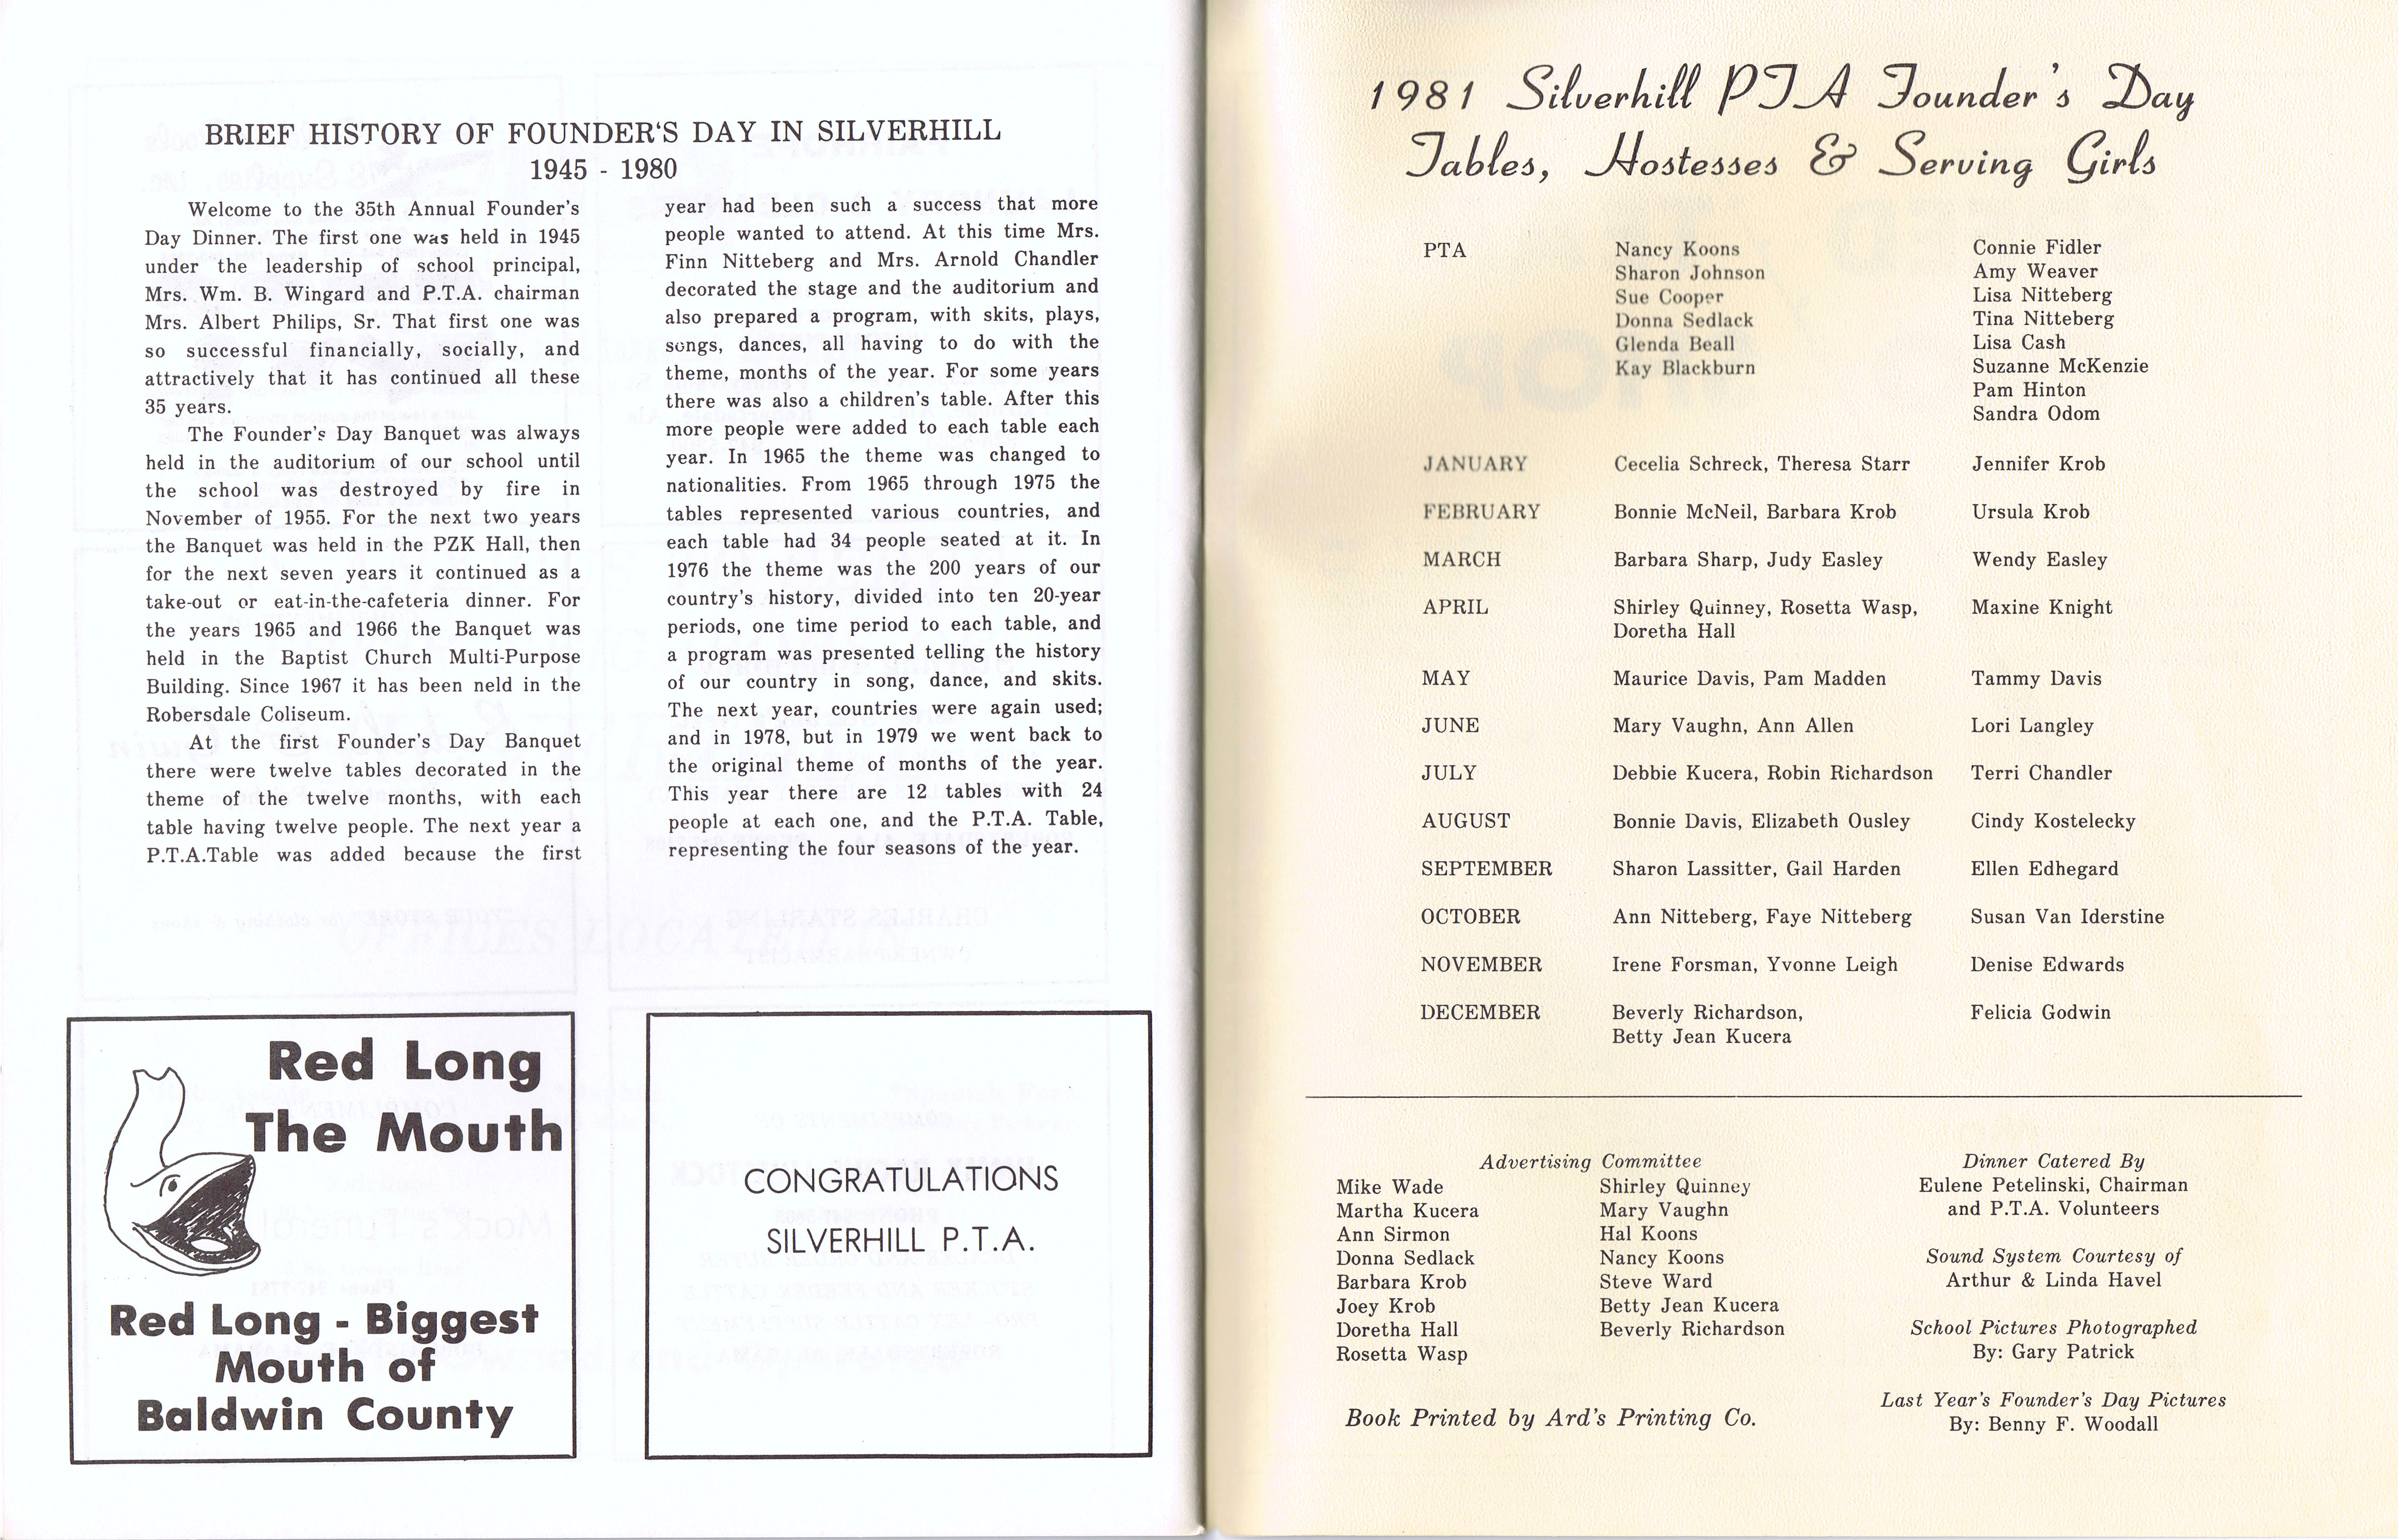 BRIEF HISTORY OF FOUNDER'S DAY IN SILVERHILL
1945 - 1980
Welcome to the 35th Annual Founder's
Day Dinner. The first one was held in 1945
under the leadership of school principal,
Mrs. Wm. B. Wingard and P.T.A. chairman
Mrs. Albert Philips, Sr. That first one was
so successful financially, socially, and
attractively that it has continued all these
35 years.
The Founder's Day Banquet was always
held in the auditorium of our school until
the school was destroyed by fire in
November of 1955. For the next two years
the Banquet was held in the PZK Hall, then
for the next seven years it continued as a
take-out or eat-in-the-cafeteria dinner. For
the years 1965 and 1966 the Banquet was
held in the Baptist Church Multi-Purpose
Building. Since 1967 it has been neld in the
Robersdale Coliseum.
At the first Founder's Day Banquet
there were twelve tables decorated in the
theme of the twelve months, with each
table having twelve people. The next year a
P.T.A.Table was added because the first
year had been such a success that more
people wanted to attend. At this time Mrs.
Finn Nitteberg and Mrs. Arnold Chandler
decorated the stage and the auditorium and
also prepared a program, with skits, plays,
songs, dances, all having to do with the
theme, months of the year. For some years
there was also a children's table. After this
more people were added to each table each
year. In 1965 the theme was changed to
nationalities. From 1965 through 1975 the
tables represented various countries, and
each table had 34 people seated at it. In
1976 the theme was the 200 years of our
country's history, divided into ten 20-year
periods, one time period to each table, and
a program was presented telling the history
of our country in song, dance, and skits.
The next year, countries were again used;
and in 1978, but in 1979 we went back to
the original theme of months of the year.
This year there are 12 tables with 24
people at each one, and the P.T.A. Table,
representing the four seasons of the year.
Red Long
The Mouth
Red Long - Biggest
Mouth of
Baldwin County
CONGRATULATIONS
SILVERHILL P.T.A.
1981 Silverhill PTA Founder's Day
Tables, Hostesses & Serving Girls
PTA Nancy Koons Connie Fidler
Sharon Johnson Amy Weaver
Sue Cooper Lisa Nitteberg
Donna Sedlack Tina Nitteberg
Glenda Beall Lisa Cash
Kay Blackburn Suzanne McKenzie
Pam Hinton
Sandra Odom
JANUARY Cecelia Schreck, Theresa Starr Jennifer Krob
FEBRUARY Bonnie McNeil, Barbara Krob Ursula Krob
MARCH Barbara Sharp, Judy Easley Wendy Easley
APRIL Shirley Quinney, Rosetta Wasp, Maxine Knight
Doretha Hall
MAY Maurice Davis, Pam Madden Tammy Davis
JUNE Mary Vaughn, Ann Allen Lori Langley
JULY Debbie Kucera, Robin Richardson Terri Chandler
AUGUST Bonnie Davis, Elizabeth Ousley Cindy Kostelecky
SEPTEMBER Sharon Lassitter, Gail Harden Ellen Edhegard
OCTOBER Ann Nitteberg, Faye Nitteberg Susan Van Iderstine
NOVEMBER Irene Forsman, Yvonne Leigh Denise Edwards
DECEMBER Beverly Richardson, Felicia Godwin
Betty Jean Kucera
Advertising Committee
Mike Wade Shirley Quinney
Martha Kucera Mary Vaughn
Ann Sirmon Hal Koons
Donna Sedlack Nancy Koons
Barbara Krob Steve Ward
Joey Krob Betty Jean Kucera
Doretha Hall Beverly Richardson
Rosetta Wasp
Book Printed by Ard's Printing Co.
Dinner Catered By
Eulene Petelinski, Chairman
and P.T.A. Volunteers
Sound System Courtesy of
Arthur & Linda Havel
School Pictures Photographed
By: Gary Patrick
Last Year's Founder's Day Pictures
By: Benny F. Woodall